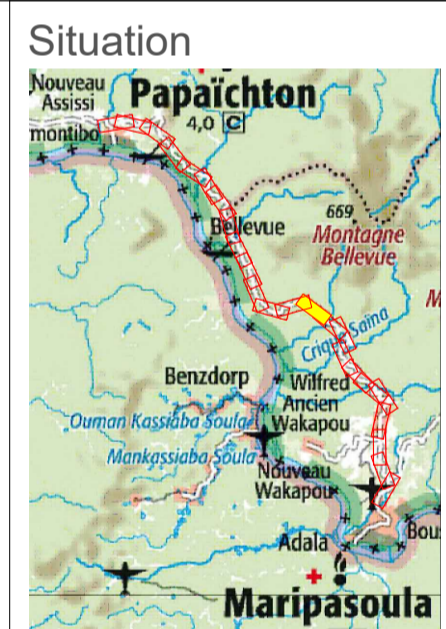 Situation
Nouveau
Assissi
Papaïchton
montibo
4,0 C
Bellevue
669
Montagne
Bellevue
M
Crique Saïna
Benzdorp
Wilfred
Ancien
Wakapou
Ouman Kassiaba Soula
Mankassiaba Soula
Nouveau
Wakapou
Adala
Bous
Maripasoula